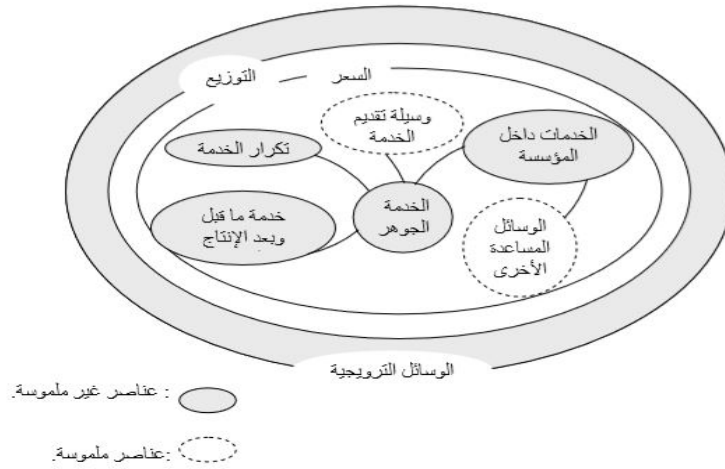 السعر
التوزيع
وسيلة تقديم
الخدمة
الخدمات داخل
المؤسسة
تكرار الخدمة
الخدمة
الجوهر
خدمة ما قبل
وبعد الإنتاج
الوسائل
المساعدة
الأخرى
الوسائل الترويجية
: عناصر غير ملموسة.
:عناصر ملموسة.